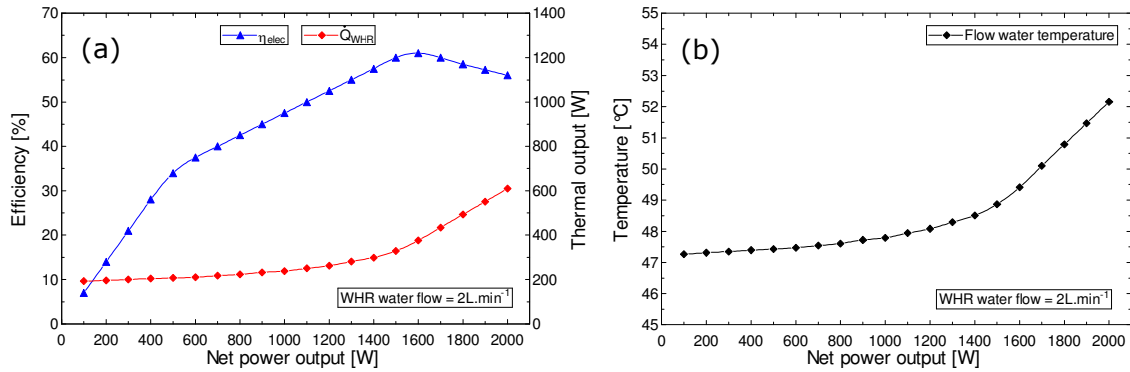 (a)
η elec
Q̇ WHR
Efficiency [%]
70
60
50
40
30
20
10
0
Thermal output [W]
1400
1200
1000
800
600
400
200
0
WHR water flow = 2L.min⁻¹
0 200 400 600 800 1000 1200 1400 1600 1800 2000
Net power output [W]
(b)
Flow water temperature
Temperature [°C]
55
54
53
52
51
50
49
48
47
46
45
WHR water flow = 2L.min⁻¹
0 200 400 600 800 1000 1200 1400 1600 1800 2000
Net power output [W]